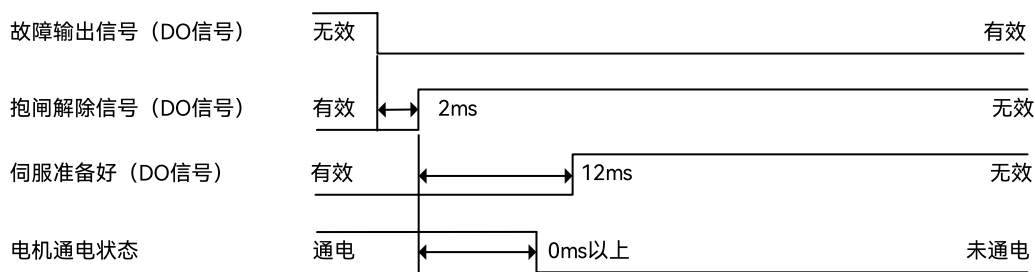 故障输出信号（DO信号） 无效 有效
抱闸解除信号（DO信号） 有效 2ms 无效
伺服准备好（DO信号） 有效 12ms 无效
电机通电状态 通电 0ms以上 未通电